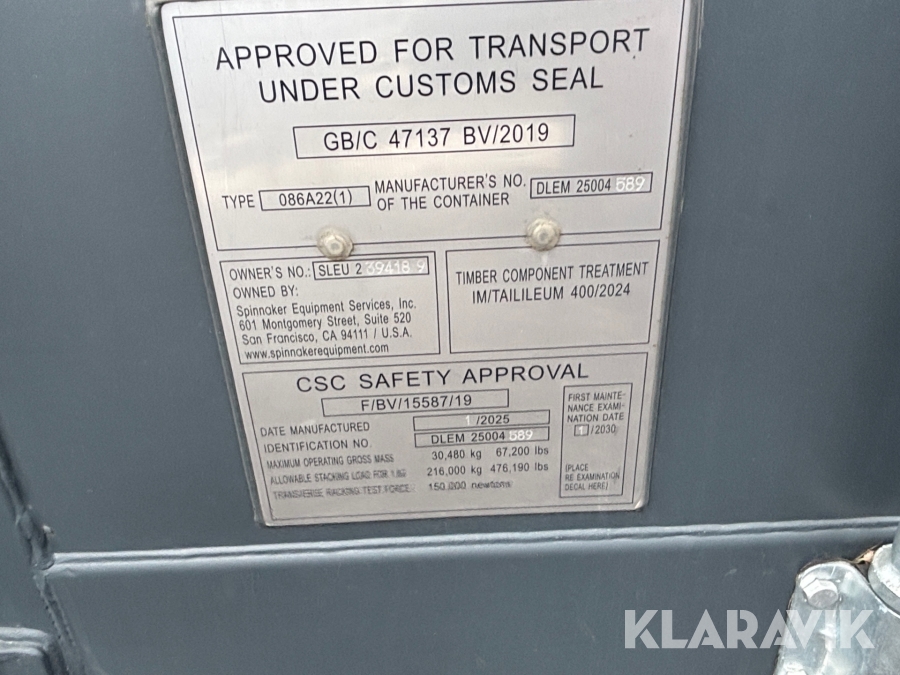 APPROVED FOR TRANSPORT
UNDER CUSTOMS SEAL
GB/C 47137 BV/2019
TYPE 086A22(1) MANUFACTURER'S NO. OF THE CONTAINER DLEM 25004 589
OWNER'S NO.: SLEU 2 39418 9
OWNED BY:
Spinnaker Equipment Services, Inc.
601 Montgomery Street, Suite 520
San Francisco, CA 94111 / U.S.A.
www.spinnakerequipment.com
TIMBER COMPONENT TREATMENT
IM/TAILILEUM 400/2024
CSC SAFETY APPROVAL
F/BV/15587/19
DATE MANUFACTURED 1 /2025
IDENTIFICATION NO. DLEM 25004 589
MAXIMUM OPERATING GROSS MASS 30,480 kg 67,200 lbs
ALLOWABLE STACKING LOAD FOR 1.8G 216,000 kg 476,190 lbs
TRANSVERSE RACKING TEST FORCE 150,000 newtons
FIRST MAINTE-
NANCE EXAMI-
NATION DATE
1 /2030
(PLACE
RE EXAMINATION
DECAL HERE)
KLARAVIK